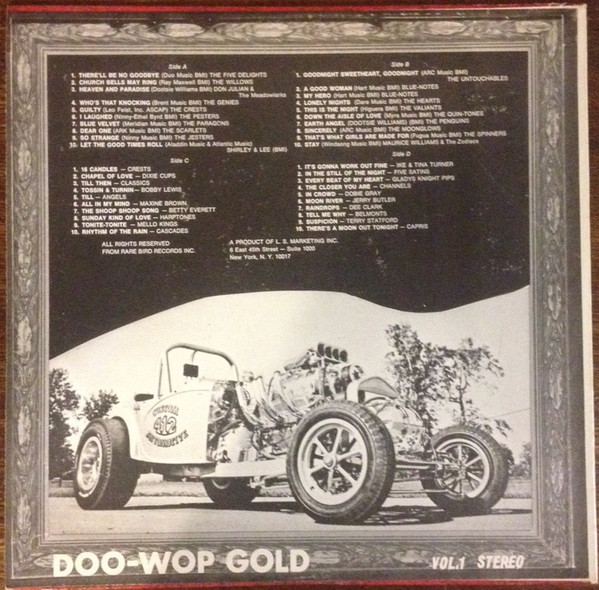 Side A
1. THERE'LL BE NO GOODBYE (Duo Music BMI) THE FIVE DELIGHTS
2. CHURCH BELLS MAY RING (Ray Maxwell BMI) THE WILLOWS
3. HEAVEN AND PARADISE (Dootsie Williams BMI) DON JULIAN &
The Meadowlarks
4. WHO'S THAT KNOCKING (Brent Music BMI) THE GENIES
5. GUILTY (Leo Feist, Inc. ASCAP) THE CRESTS
6. I LAUGHED (Ninny-Ethel Byrd BMI) THE PESTERS
7. BLUE VELVET (Meridian Music BMI) THE PARAGONS
8. DEAR ONE (ARK Music BMI) THE SCARLETS
9. SO STRANGE (Ninny Music BMI) THE JESTERS
10. LET THE GOOD TIMES ROLL (Aladdin Music & Atlantic Music)
SHIRLEY & LEE (BMI)
Side B
1. GOODNIGHT SWEETHEART, GOODNIGHT (ARC Music BMI)
THE UNTOUCHABLES
2. A GOOD WOMAN (Hart Music BMI) BLUE-NOTES
3. MY HERO (Hart Music BMI) BLUE-NOTES
4. LONELY NIGHTS (Dare Music BMI) THE HEARTS
5. THIS IS THE NIGHT (Higuera BMI) THE VALIANTS
6. DOWN THE AISLE OF LOVE (Myra Music BMI) THE QUIN-TONES
7. EARTH ANGEL (DOOTSIE WILLIAMS) (BMI) THE PENGUINS
8. SINCERELY (ARC Music BMI) THE MOONGLOWS
9. THAT'S WHAT GIRLS ARE MADE FOR (Fuqua Music BMI) THE SPINNERS
10. STAY (Windsong Music BMI) MAURICE WILLIAMS & The Zodiacs
Side C
1. 16 CANDLES — CRESTS
2. CHAPEL OF LOVE — DIXIE CUPS
3. TILL THEN — CLASSICS
4. TOSSIN & TURNIN — BOBBY LEWIS
5. TILL — ANGELS
6. ALL IN MY MIND — MAXINE BROWN
7. THE SHOOP SHOOP SONG — BETTY EVERETT
8. SUNDAY KIND OF LOVE — HARPTONES
9. TONITE-TONITE — MELLO KINGS
10. RHYTHM OF THE RAIN — CASCADES
Side D
1. IT'S GONNA WORK OUT FINE — IKE & TINA TURNER
2. IN THE STILL OF THE NIGHT — FIVE SATINS
3. EVERY BEAT OF MY HEART — GLADYS KNIGHT PIPS
4. THE CLOSER YOU ARE — CHANNELS
5. IN CROWD — DOBIE GRAY
6. MOON RIVER — JERRY BUTLER
7. RAINDROPS — DEE CLARK
8. TELL ME WHY — BELMONTS
9. SUSPICION — TERRY STAFFORD
10. THERE'S A MOON OUT TONIGHT — CAPRIS
ALL RIGHTS RESERVED
FROM RARE BIRD RECORDS INC.
A PRODUCT OF L. S. MARKETING INC.
6 East 45th Street — Suite 1000
New York, N. Y. 10017
CUSTOM
412
AUTOMOTIVE
DOO-WOP GOLD
VOL.1 STEREO